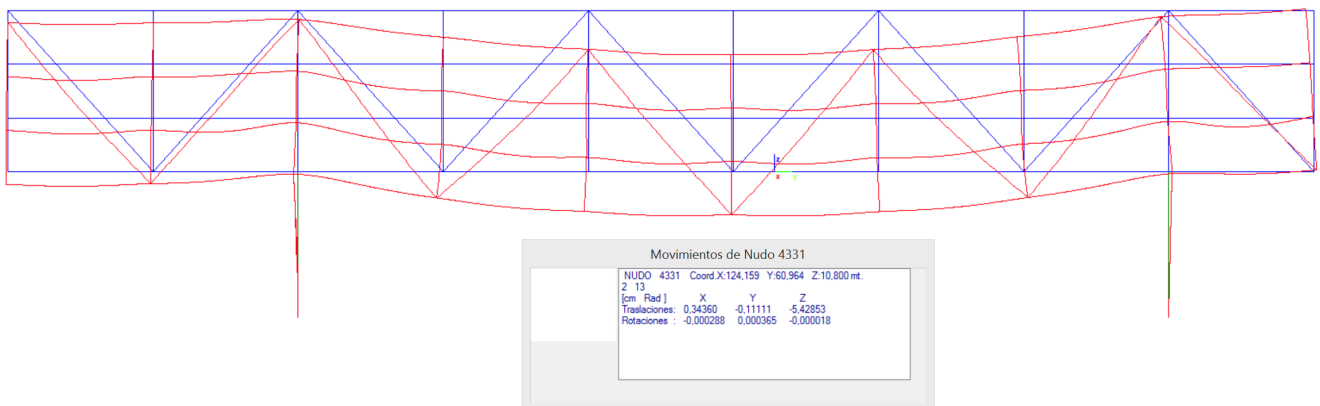 z
x y
Movimientos de Nudo 4331
NUDO 4331 Coord.X:124,159 Y:60,964 Z:10,800 mt.
2 13
[cm Rad ] X Y Z
Traslaciones: 0,34360 -0,11111 -5,42853
Rotaciones : -0,000288 0,000365 -0,000018